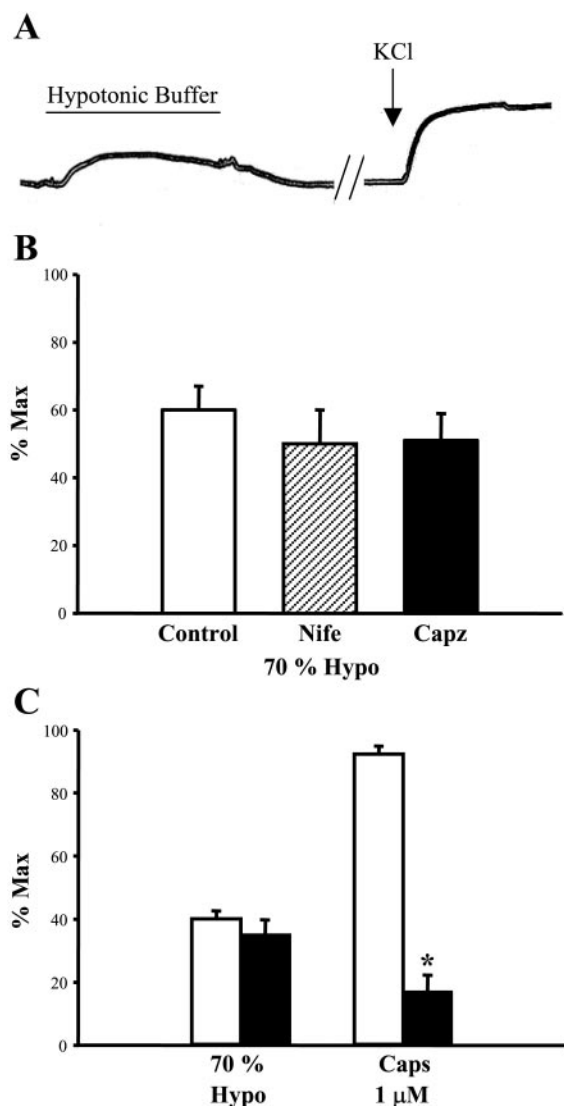 A
KCl
Hypotonic Buffer
B
100
80
60
40
20
0
% Max
Control Nife Capz
70 % Hypo
C
100
80
60
40
20
0
% Max
*
70 % Caps
Hypo 1 µM